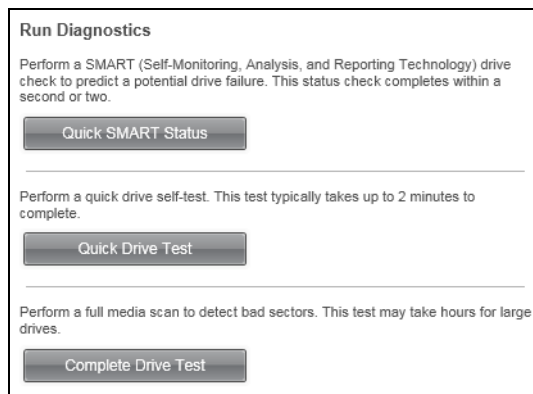 Run Diagnostics
Perform a SMART (Self-Monitoring, Analysis, and Reporting Technology) drive
check to predict a potential drive failure. This status check completes within a
second or two.
Quick SMART Status
Perform a quick drive self-test. This test typically takes up to 2 minutes to
complete.
Quick Drive Test
Perform a full media scan to detect bad sectors. This test may take hours for large
drives.
Complete Drive Test